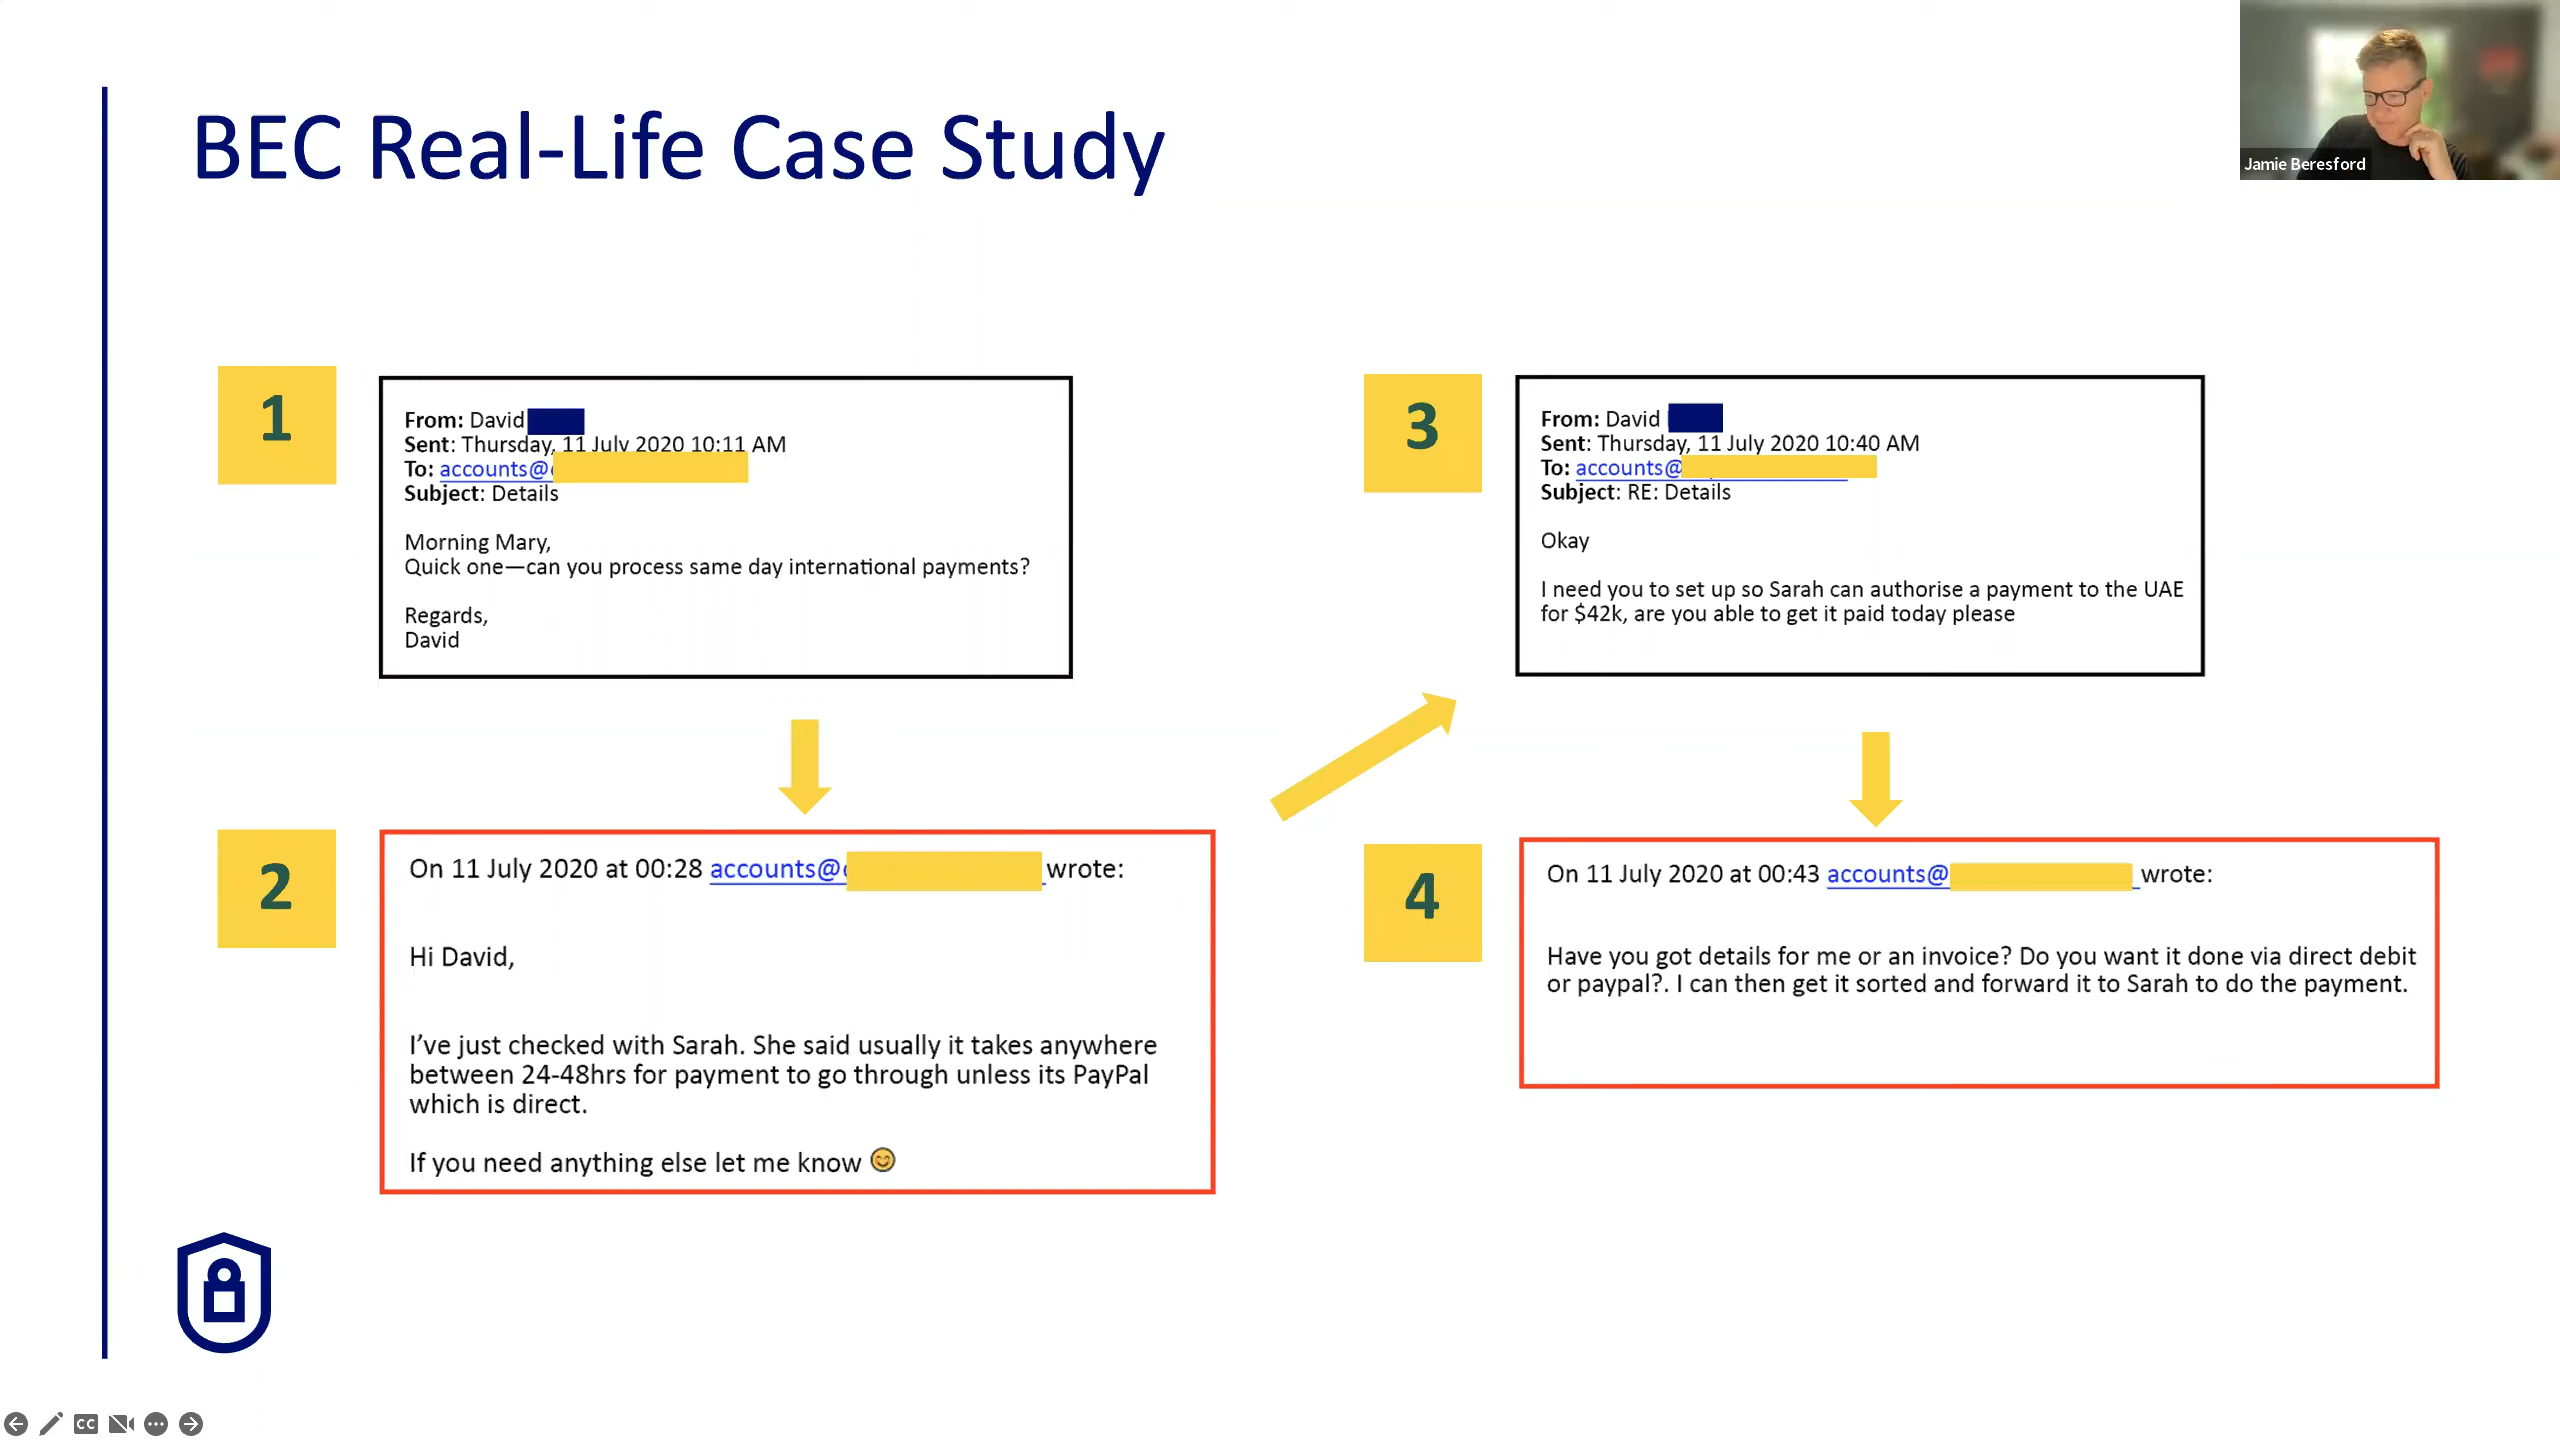 BEC Real-Life Case Study
Jamie Beresford
1
From: David
Sent: Thursday, 11 July 2020 10:11 AM
To: accounts@
Subject: Details
Morning Mary,
Quick one—can you process same day international payments?
Regards,
David
2
On 11 July 2020 at 00:28 accounts@ wrote:
Hi David,
I've just checked with Sarah. She said usually it takes anywhere
between 24-48hrs for payment to go through unless its PayPal
which is direct.
If you need anything else let me know 😊
3
From: David
Sent: Thursday, 11 July 2020 10:40 AM
To: accounts@
Subject: RE: Details
Okay
I need you to set up so Sarah can authorise a payment to the UAE
for $42k, are you able to get it paid today please
4
On 11 July 2020 at 00:43 accounts@ wrote:
Have you got details for me or an invoice? Do you want it done via direct debit
or paypal?. I can then get it sorted and forward it to Sarah to do the payment.
CC